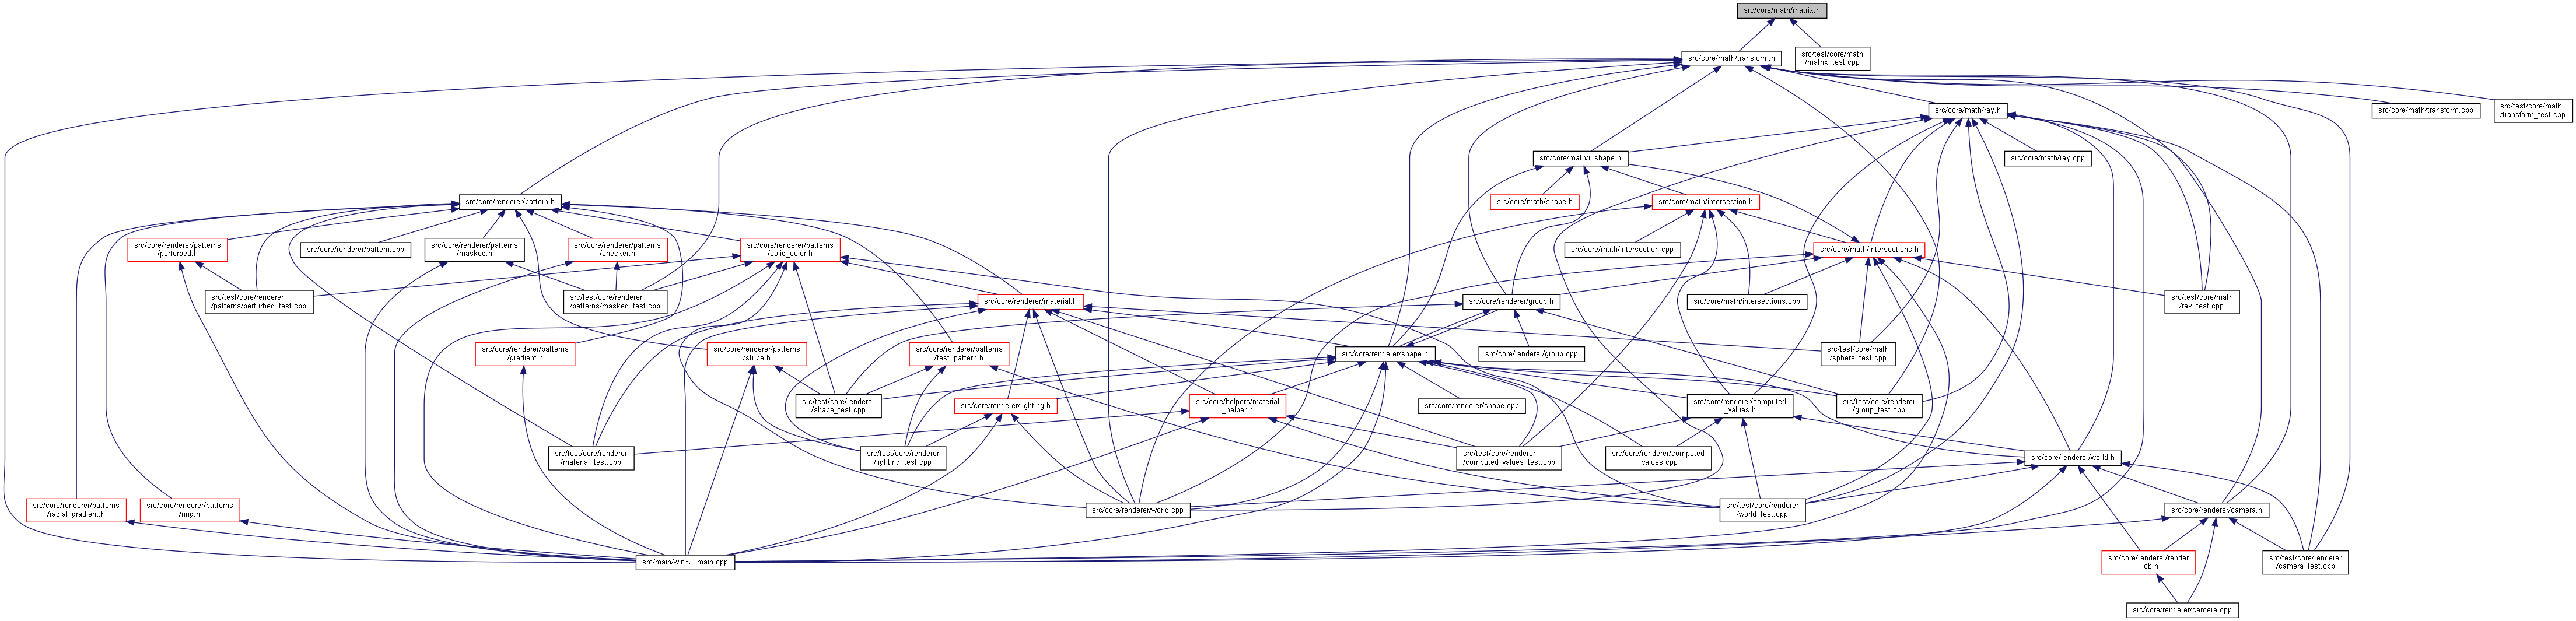 src/core/math/matrix.h
src/core/math/transform.h
src/test/core/math
/matrix_test.cpp
src/core/math/ray.h
src/core/math/transform.cpp
src/test/core/math
/transform_test.cpp
src/core/math/i_shape.h
src/core/math/ray.cpp
src/core/renderer/pattern.h
src/core/math/shape.h
src/core/math/intersection.h
src/core/renderer/patterns
/perturbed.h
src/core/renderer/pattern.cpp
src/core/renderer/patterns
/masked.h
src/core/renderer/patterns
/checker.h
src/core/renderer/patterns
/solid_color.h
src/core/math/intersection.cpp
src/core/math/intersections.h
src/test/core/renderer
/patterns/perturbed_test.cpp
src/test/core/renderer
/patterns/masked_test.cpp
src/core/renderer/material.h
src/core/renderer/group.h
src/core/math/intersections.cpp
src/test/core/math
/ray_test.cpp
src/core/renderer/patterns
/gradient.h
src/core/renderer/patterns
/stripe.h
src/core/renderer/patterns
/test_pattern.h
src/core/renderer/shape.h
src/core/renderer/group.cpp
src/test/core/math
/sphere_test.cpp
src/test/core/renderer
/shape_test.cpp
src/core/renderer/lighting.h
src/core/helpers/material
_helper.h
src/core/renderer/shape.cpp
src/core/renderer/computed
_values.h
src/test/core/renderer
/group_test.cpp
src/test/core/renderer
/material_test.cpp
src/test/core/renderer
/lighting_test.cpp
src/test/core/renderer
/computed_values_test.cpp
src/core/renderer/computed
_values.cpp
src/core/renderer/world.h
src/core/renderer/patterns
/radial_gradient.h
src/core/renderer/patterns
/ring.h
src/core/renderer/world.cpp
src/test/core/renderer
/world_test.cpp
src/core/renderer/camera.h
src/main/win32_main.cpp
src/core/renderer/render
_job.h
src/test/core/renderer
/camera_test.cpp
src/core/renderer/camera.cpp